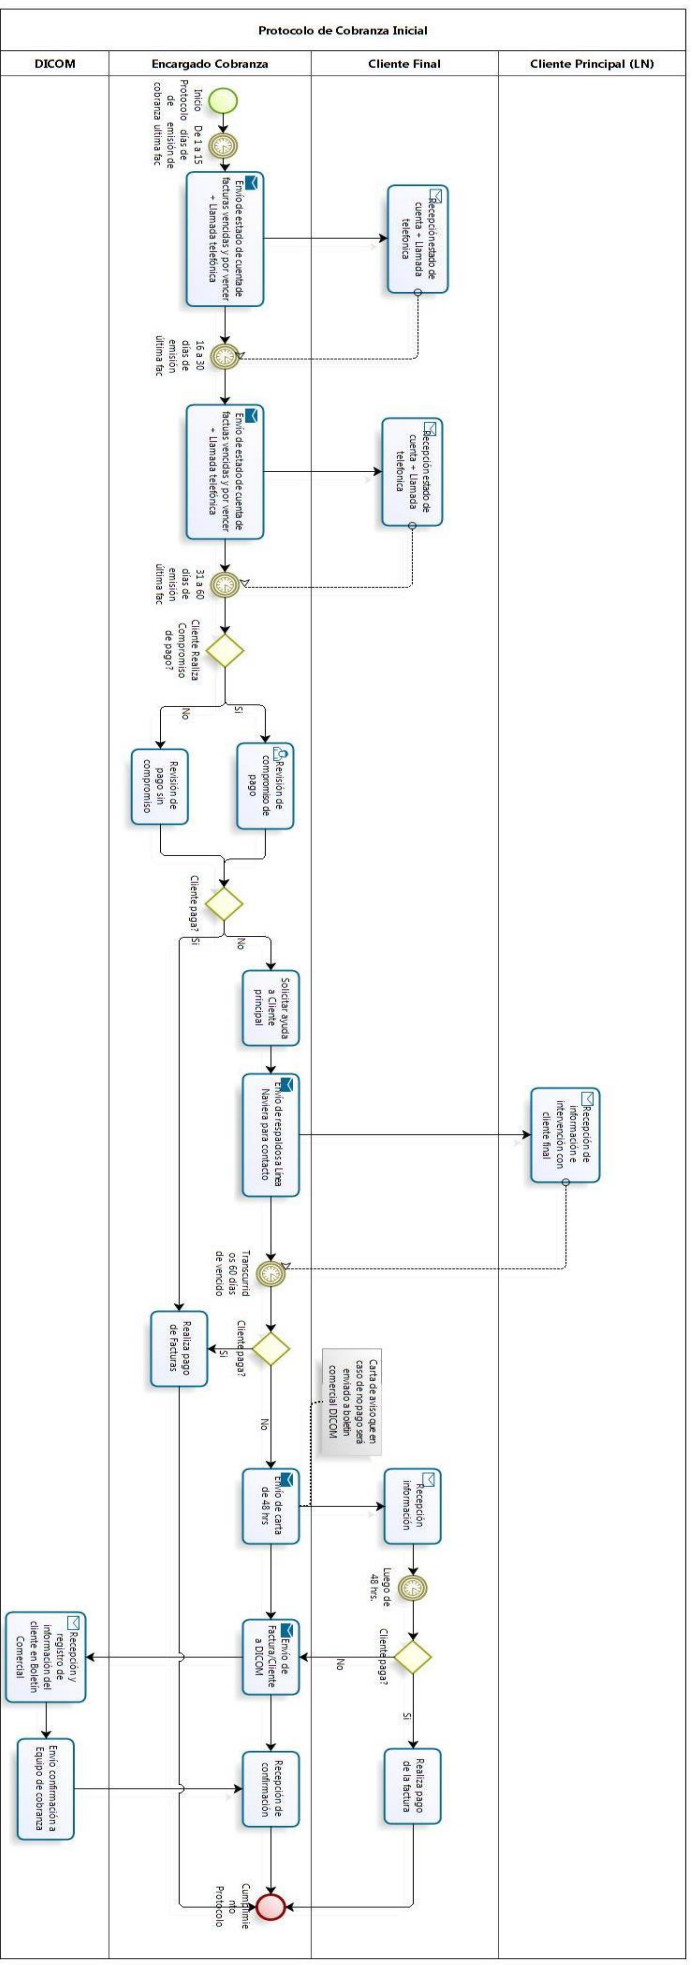 Protocolo de Cobranza Inicial
DICOM
Encargado Cobranza
Cliente Final
Cliente Principal (LN)
Inicio
Protocolo
de
cobranza
De 1 a 15
días de
emisión de
ultima fac
Envío de estado de cuenta de
facturas vencidas y por vencer
+ Llamada telefónica
Recepción estado de
cuenta + Llamada
telefonica
16 a 30
días de
emisión
última fac
Envío de estado de cuenta de
factuas vencidas y por vencer
+ Llamada telefónica
Recepción estado de
cuenta + Llamada
telefonica
31 a 60
días de
emisión
última fac
Cliente Realiza
Compromiso
de pago?
Si
No
Revisión de
compromiso de
pago
Revisión de
pago sin
compromiso
Cliente paga?
No
Si
Solicitar ayuda
a Cliente
principal
Envío de respaldos a Linea
Naviera para contacto
Recepción de
información e
intervención con
cliente final
Transcurrid
os 60 días
de vencido
Cliente paga?
Si
No
Realiza pago
de Facturas
Carta de aviso que en
caso de no pago será
enviado a boletín
comercial DICOM
Envío de carta
de 48 hrs
Recepción
información
Luego de
48 hrs.
Cliente paga?
No
Si
Envío de
Factura/Cliente
a DICOM
Recepción y
registro de
información del
cliente en Boletín
Comercial
Envío confirmación a
Equipo de cobranza
Recepción de
confirmación
Realiza pago
de la factura
Cumplimie
nto
Protocolo